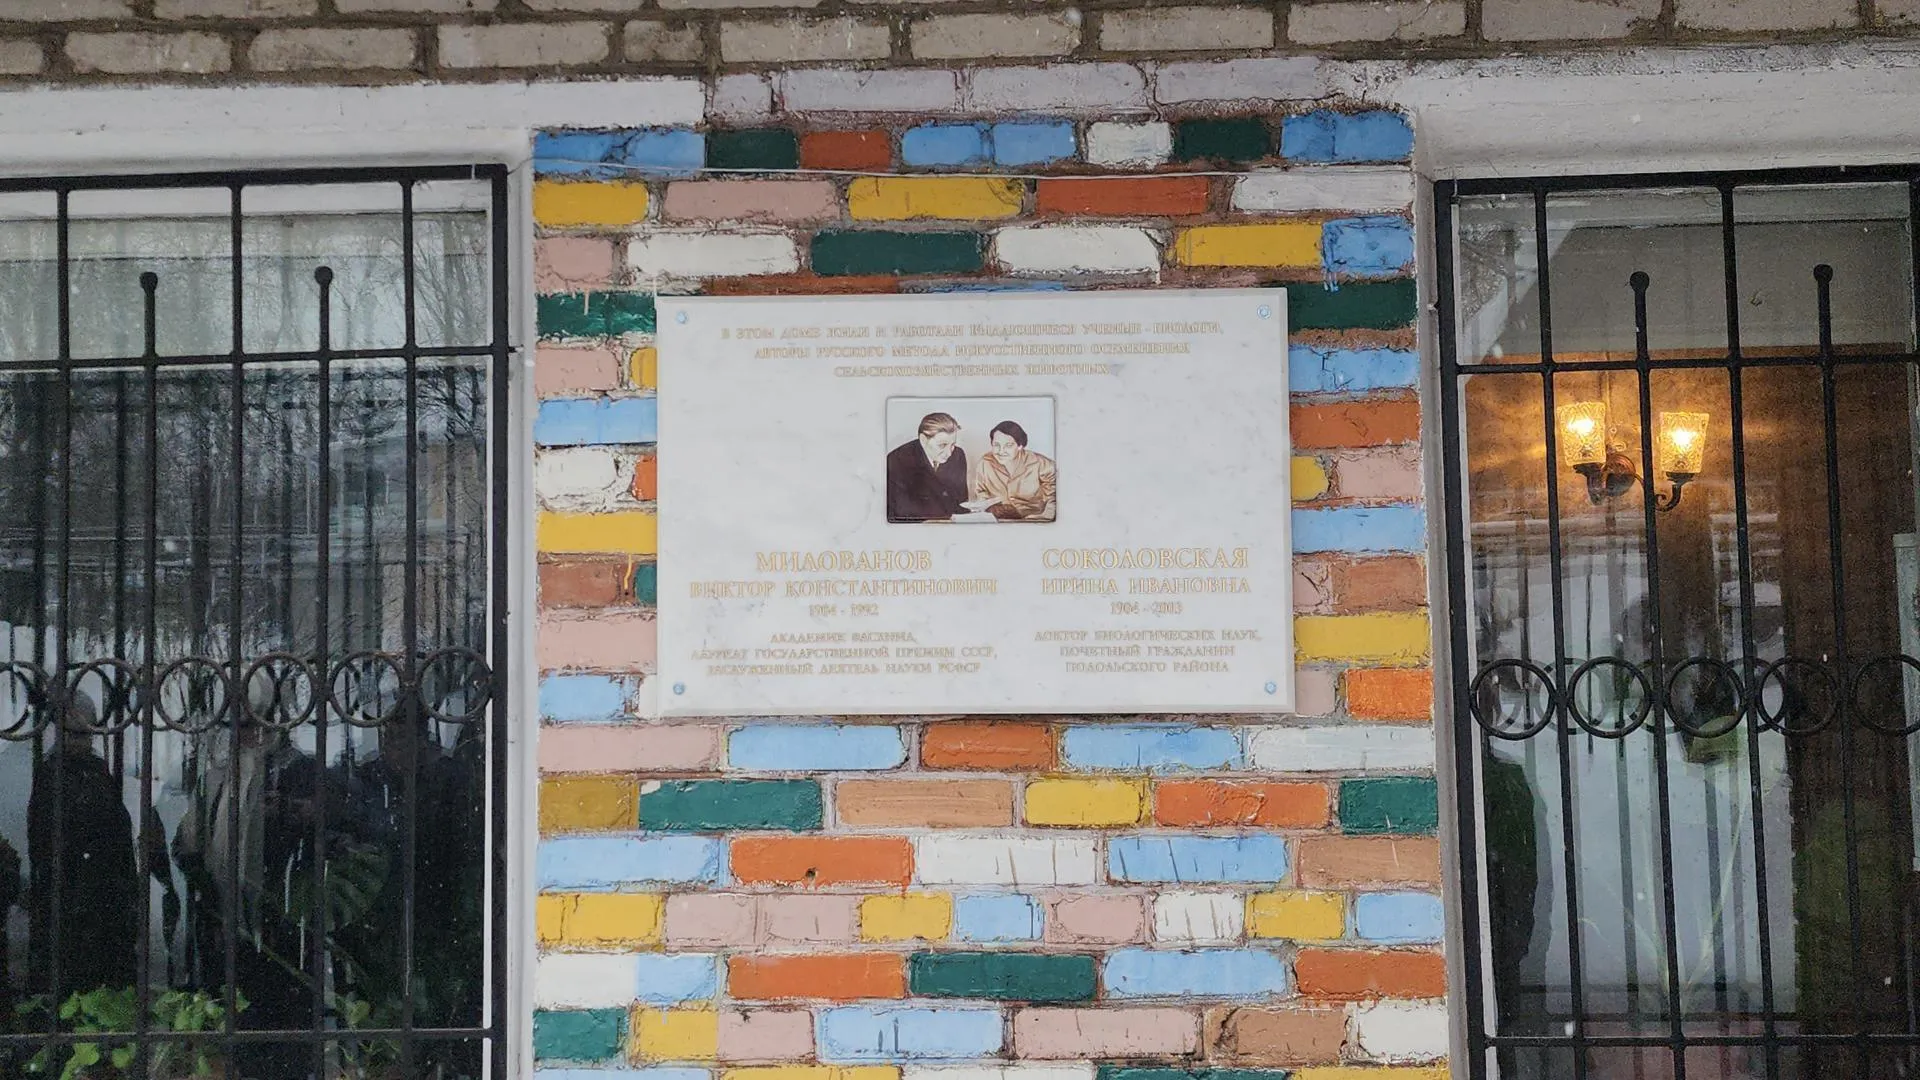 В ЭТОМ ДОМЕ ЖИЛИ И РАБОТАЛИ ВЫДАЮЩИЕСЯ УЧЕНЫЕ - БИОЛОГИ,
АВТОРЫ РУССКОГО МЕТОДА ИСКУССТВЕННОГО ОСЕМЕНЕНИЯ
СЕЛЬСКОХОЗЯЙСТВЕННЫХ ЖИВОТНЫХ
МИЛОВАНОВ
ВИКТОР КОНСТАНТИНОВИЧ
1904 - 1992
АКАДЕМИК ВАСХНИЛ,
ЛАУРЕАТ ГОСУДАРСТВЕННОЙ ПРЕМИИ СССР,
ЗАСЛУЖЕННЫЙ ДЕЯТЕЛЬ НАУКИ РСФСР
СОКОЛОВСКАЯ
ИРИНА ИВАНОВНА
1904 - 2003
ДОКТОР БИОЛОГИЧЕСКИХ НАУК,
ПОЧЕТНЫЙ ГРАЖДАНИН
ПОДОЛЬСКОГО РАЙОНА